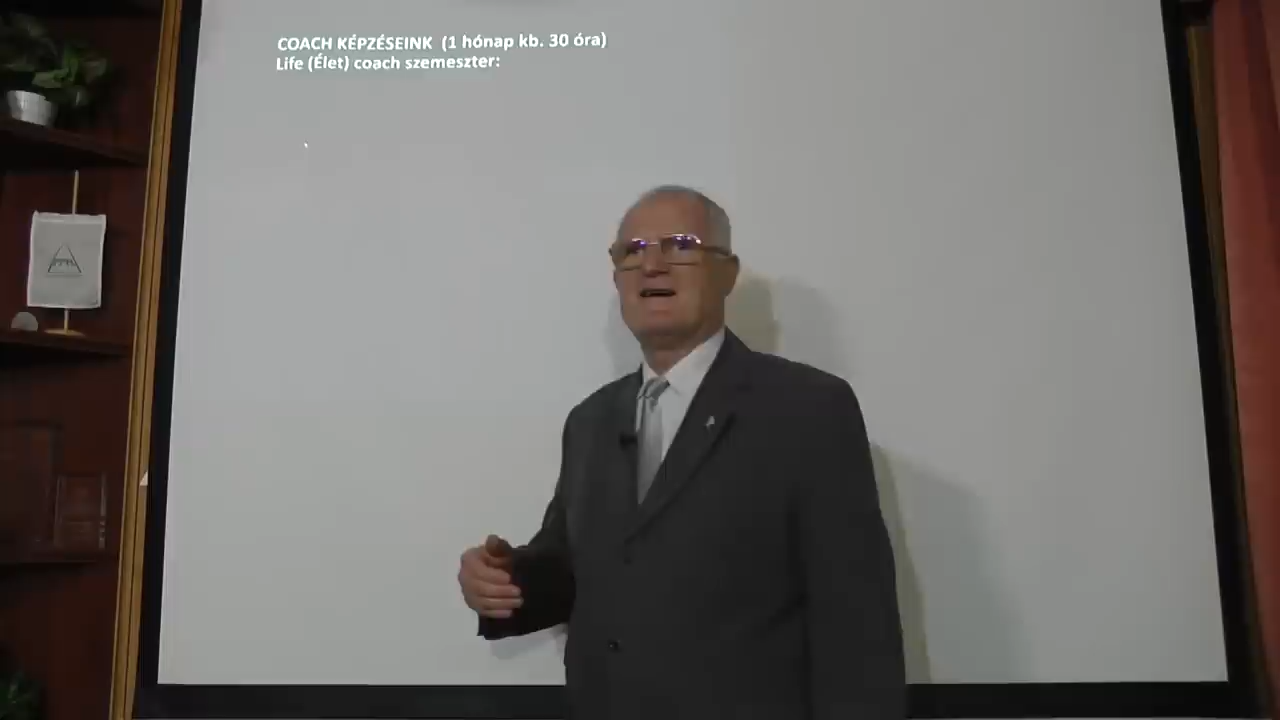 COACH KÉPZÉSEINK (1 hónap kb. 30 óra)
Life (Élet) coach szemeszter: